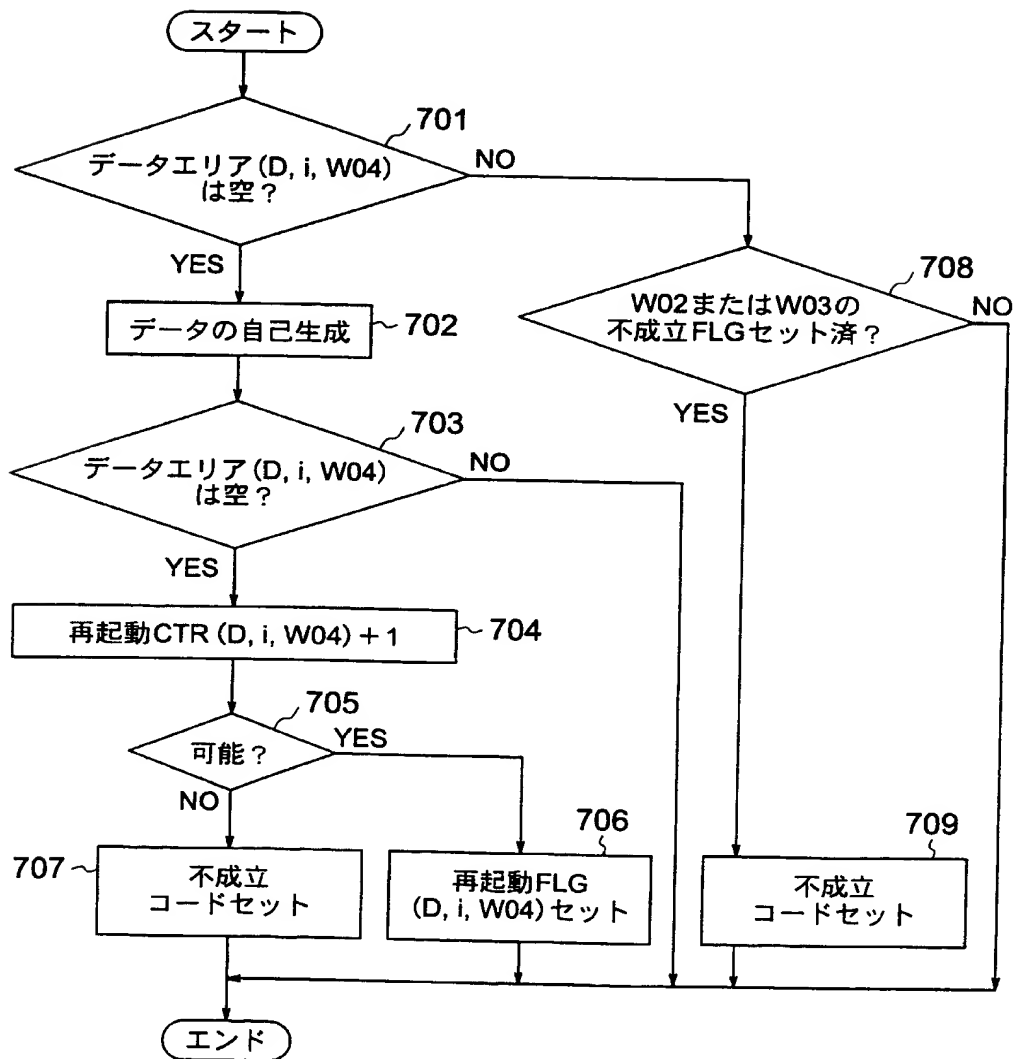 スタート
701
データエリア(D, i, W04)
は空?
NO
YES
708
W02またはW03の
不成立FLGセット済?
NO
データの自己生成
702
YES
703
データエリア(D, i, W04)
は空?
NO
YES
再起動CTR (D, i, W04)+1
704
705
可能?
YES
NO
706
709
707
不成立
コードセット
再起動FLG
(D, i, W04)セット
不成立
コードセット
エンド